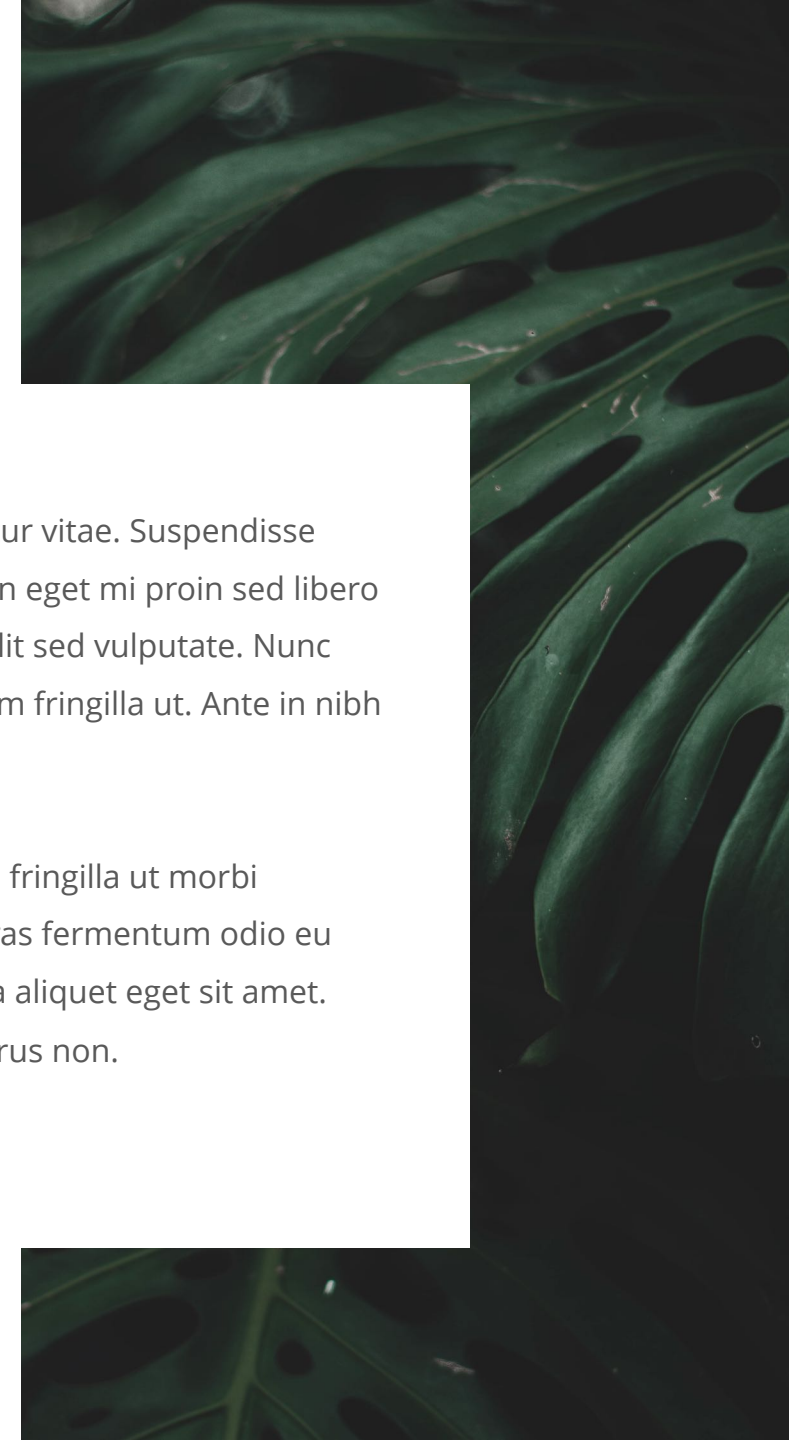 ur vitae. Suspendisse
n eget mi proin sed libero
lit sed vulputate. Nunc
m fringilla ut. Ante in nibh
fringilla ut morbi
as fermentum odio eu
a aliquet eget sit amet.
rus non.